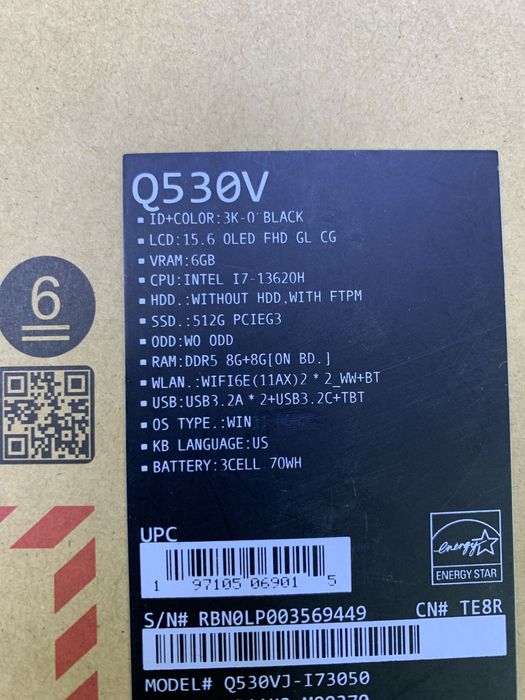 Q530V
▪ ID+COLOR:3K-0 BLACK
▪ LCD:15.6 OLED FHD GL CG
▪ VRAM:6GB
▪ CPU:INTEL I7-13620H
▪ HDD.:WITHOUT HDD,WITH FTPM
▪ SSD.:512G PCIEG3
▪ ODD:WO ODD
▪ RAM:DDR5 8G+8G[ON BD.]
▪ WLAN.:WIFI6E(11AX)2*2_WW+BT
▪ USB:USB3.2A*2+USB3.2C+TBT
▪ OS TYPE.:WIN
▪ KB LANGUAGE:US
▪ BATTERY:3CELL 70WH
6
UPC
1 97105 06901 5
energy
ENERGY STAR
S/N# RBN0LP003569449 CN# TE8R
MODEL# Q530VJ-I73050